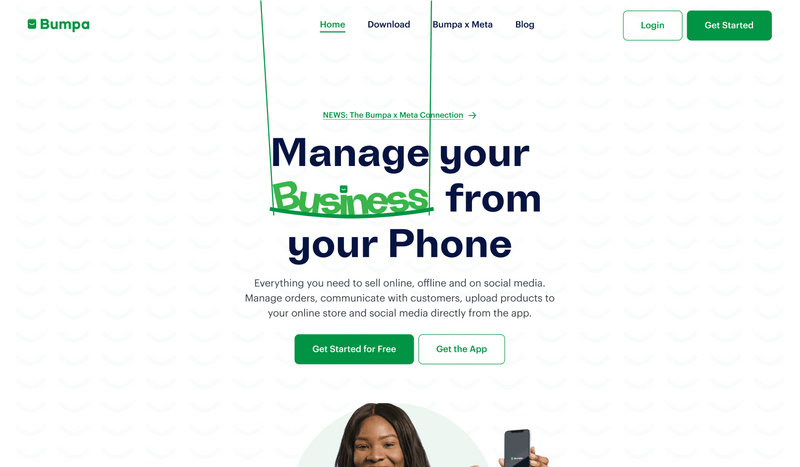 Bumpa
Home Download Bumpa x Meta Blog
Login Get Started
NEWS: The Bumpa x Meta Connection
Manage your
Business from
your Phone
Everything you need to sell online, offline and on social media.
Manage orders, communicate with customers, upload products to
your online store and social media directly from the app.
Get Started for Free Get the App